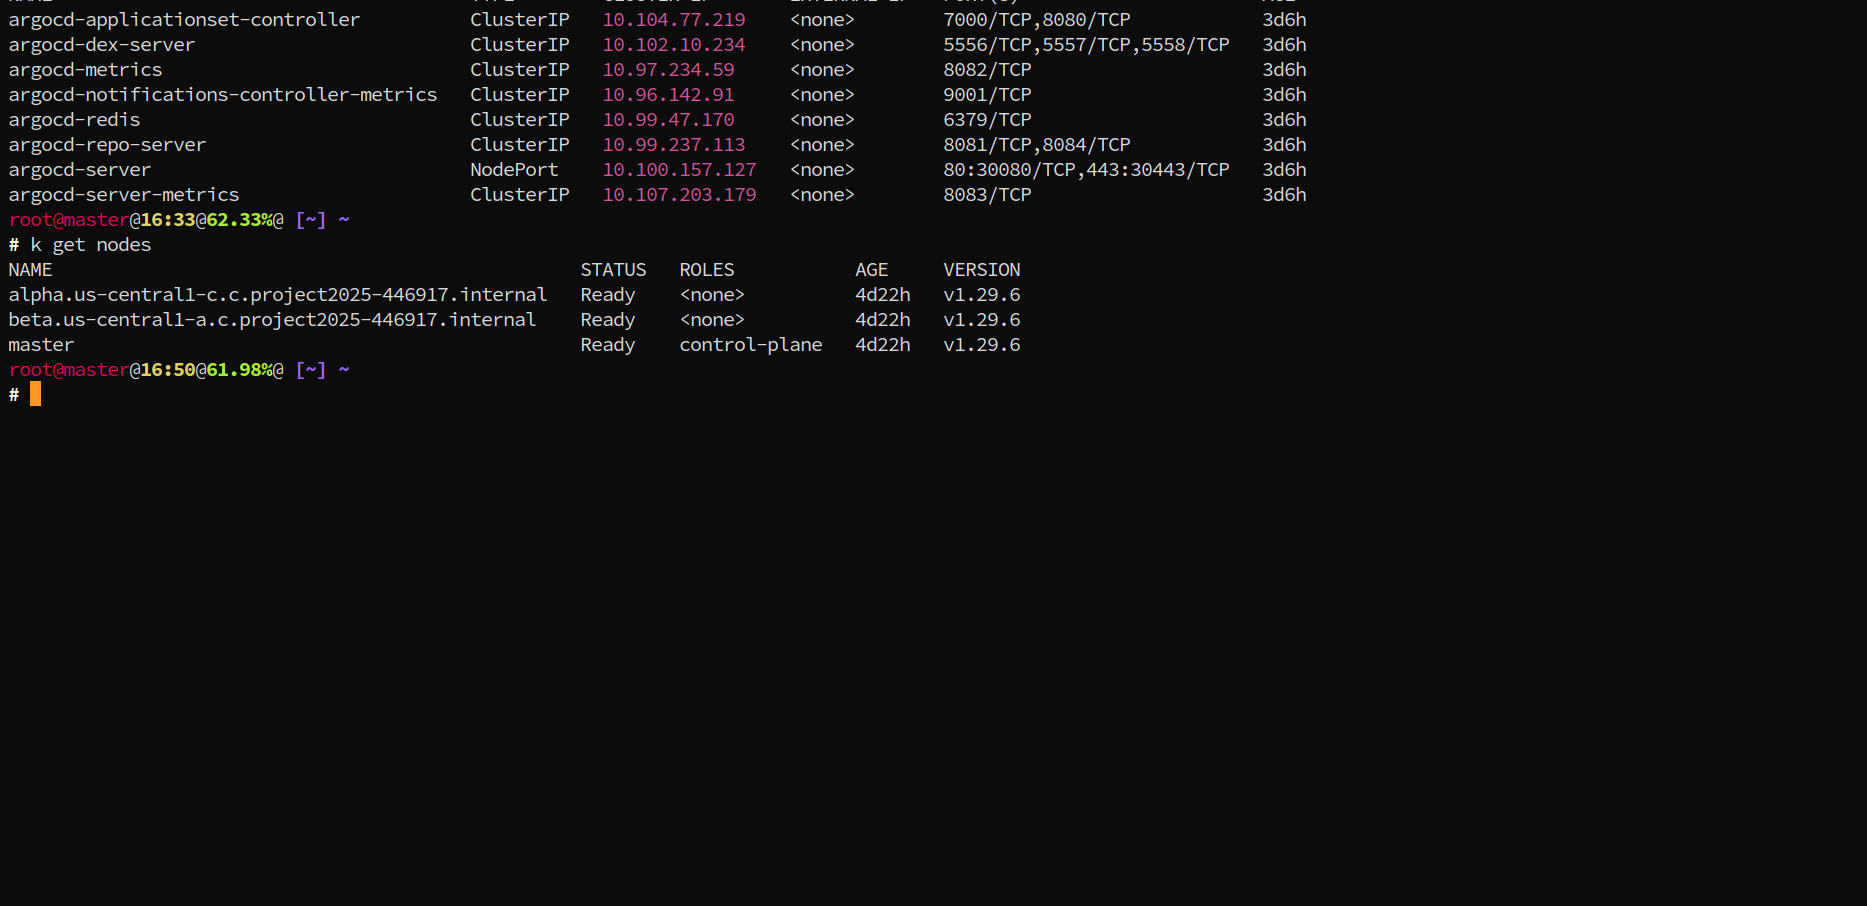 argocd-applicationset-controller          ClusterIP   10.104.77.219    <none>        7000/TCP,8080/TCP            3d6h
argocd-dex-server                         ClusterIP   10.102.10.234    <none>        5556/TCP,5557/TCP,5558/TCP   3d6h
argocd-metrics                            ClusterIP   10.97.234.59     <none>        8082/TCP                     3d6h
argocd-notifications-controller-metrics   ClusterIP   10.96.142.91     <none>        9001/TCP                     3d6h
argocd-redis                              ClusterIP   10.99.47.170     <none>        6379/TCP                     3d6h
argocd-repo-server                        ClusterIP   10.99.237.113    <none>        8081/TCP,8084/TCP            3d6h
argocd-server                             NodePort    10.100.157.127   <none>        80:30080/TCP,443:30443/TCP   3d6h
argocd-server-metrics                     ClusterIP   10.107.203.179   <none>        8083/TCP                     3d6h
root@master@16:33@62.33%@ [~] ~
# k get nodes
NAME                                                STATUS   ROLES           AGE     VERSION
alpha.us-central1-c.c.project2025-446917.internal   Ready    <none>          4d22h   v1.29.6
beta.us-central1-a.c.project2025-446917.internal    Ready    <none>          4d22h   v1.29.6
master                                              Ready    control-plane   4d22h   v1.29.6
root@master@16:50@61.98%@ [~] ~
#